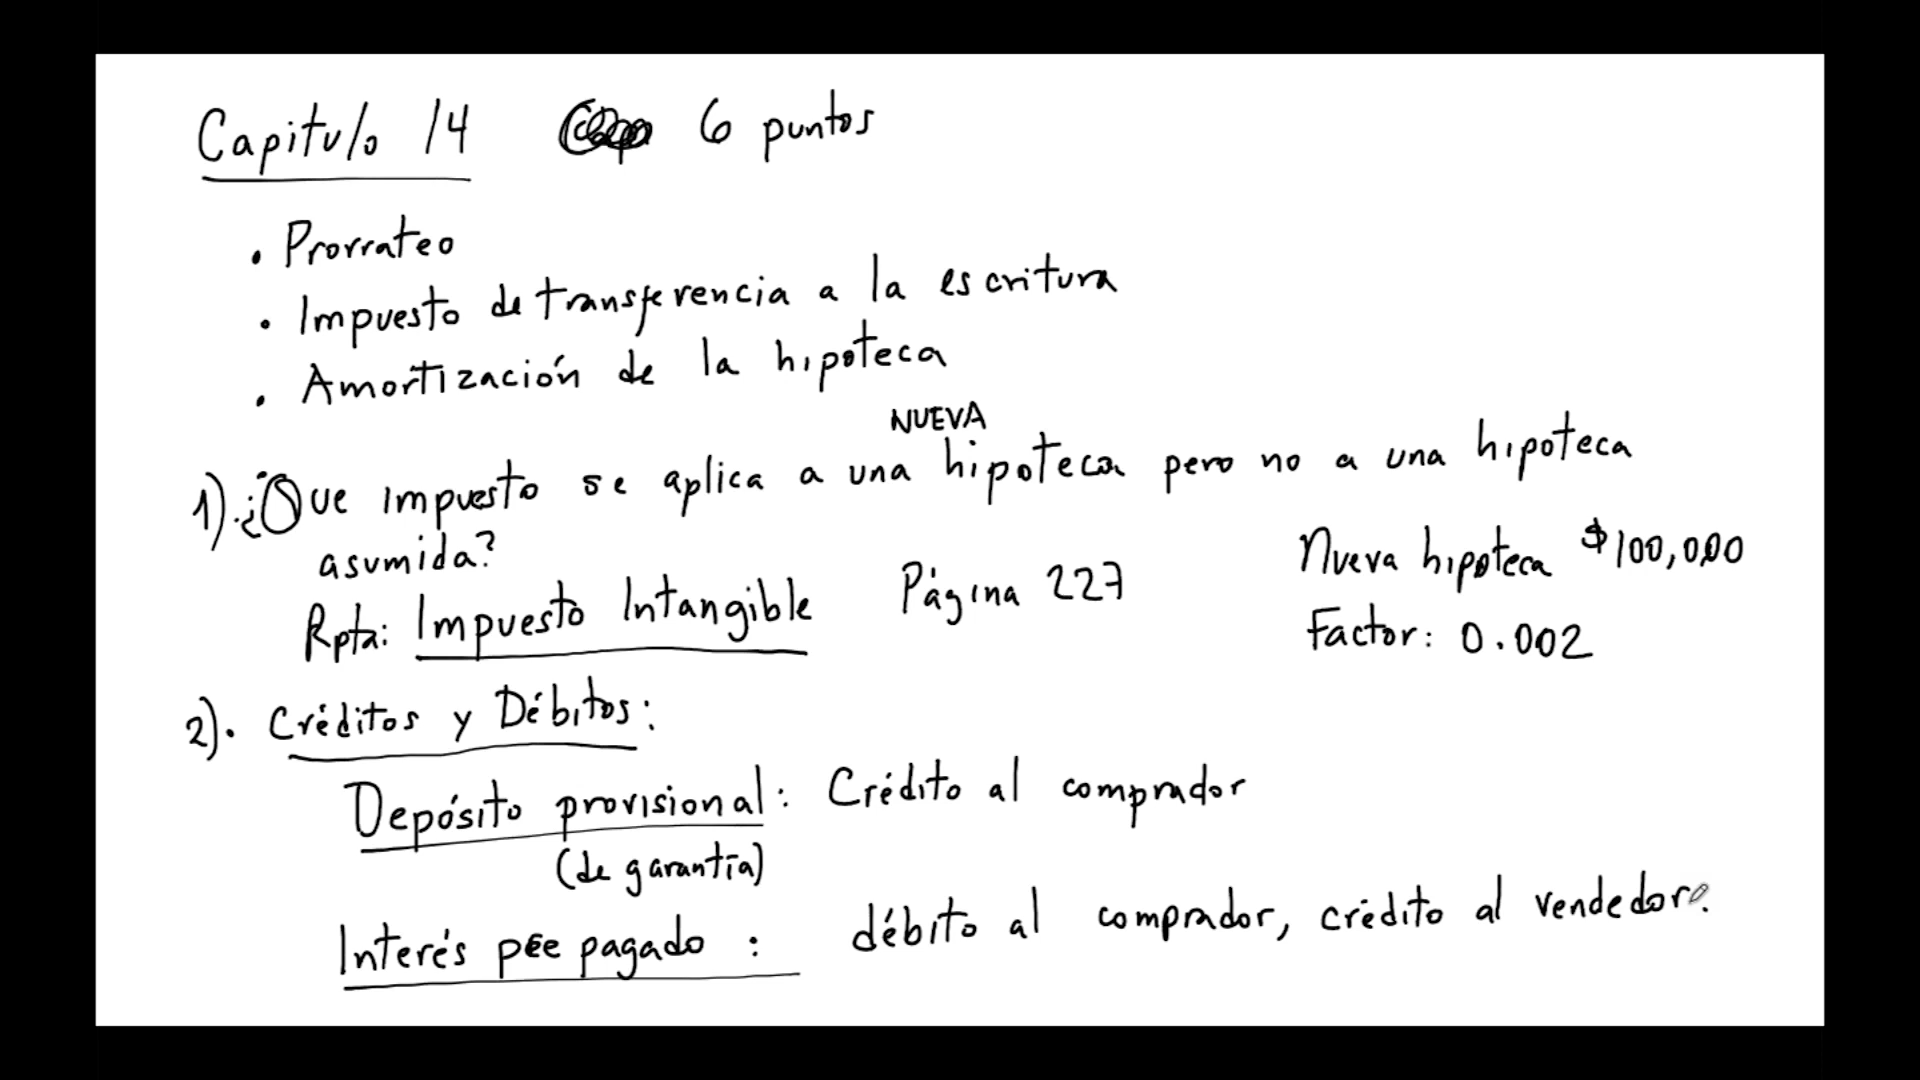 Capitulo 14 6 puntos
• Prorrateo
• Impuesto de transferencia a la escritura
• Amortización de la hipoteca
NUEVA
1). ¿Que impuesto se aplica a una hipoteca pero no a una hipoteca
asumida?
Nueva hipoteca $100,000
Rpta: Impuesto Intangible Página 227
Factor: 0.002
2). Créditos y Débitos:
Depósito provisional: Crédito al comprador
(de garantía)
Interés pre pagado : débito al comprador, crédito al vendedor.